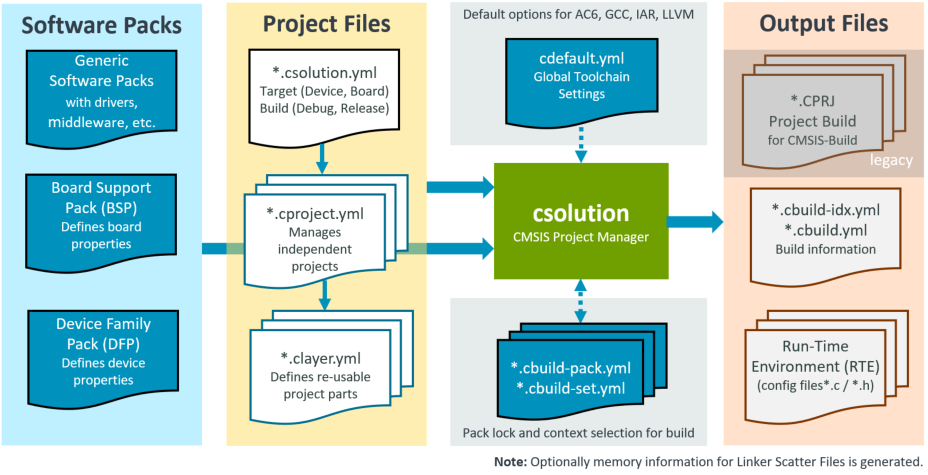 Software Packs
Generic
Software Packs
with drivers,
middleware, etc.
Board Support
Pack (BSP)
Defines board
properties
Device Family
Pack (DFP)
Defines device
properties
Project Files
*.csolution.yml
Target (Device, Board)
Build (Debug, Release)
*.cproject.yml
Manages
independent
projects
*.clayer.yml
Defines re-usable
project parts
Default options for AC6, GCC, IAR, LLVM
cdefault.yml
Global Toolchain
Settings
csolution
CMSIS Project Manager
*.cbuild-pack.yml
*.cbuild-set.yml
Pack lock and context selection for build
Output Files
*.CPRJ
Project Build
for CMSIS-Build
legacy
*.cbuild-idx.yml
*.cbuild.yml
Build information
Run-Time
Environment (RTE)
(config files*.c / *.h)
Note: Optionally memory information for Linker Scatter Files is generated.